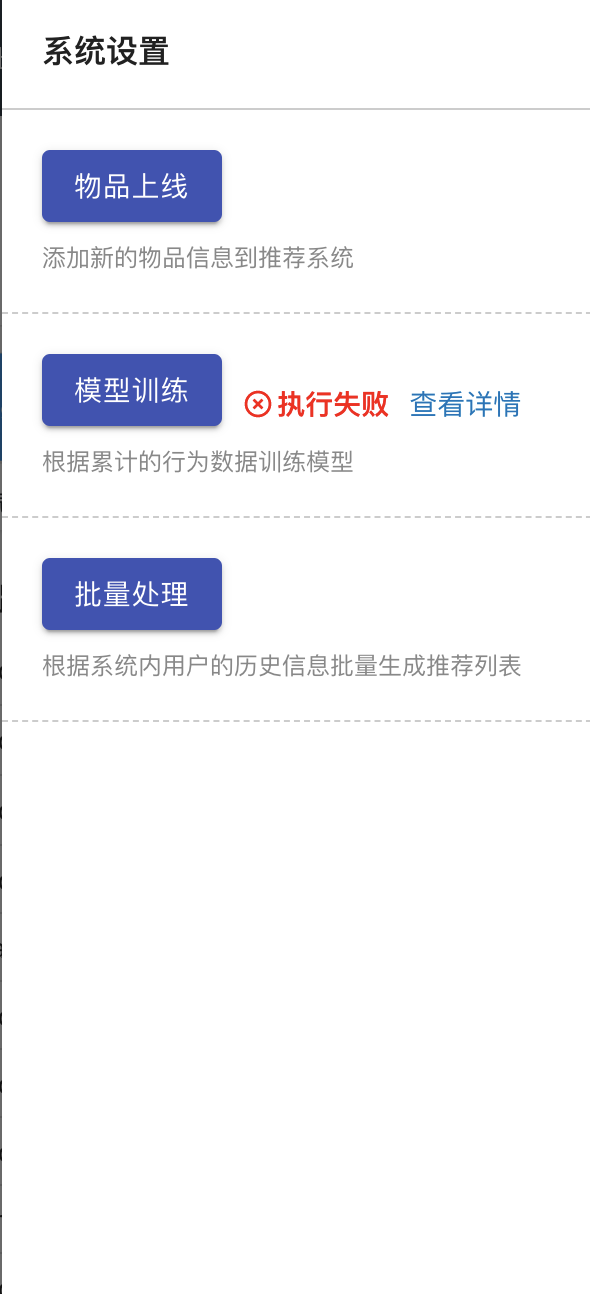 系统设置
物品上线
添加新的物品信息到推荐系统
模型训练
执行失败 查看详情
根据累计的行为数据训练模型
批量处理
根据系统内用户的历史信息批量生成推荐列表